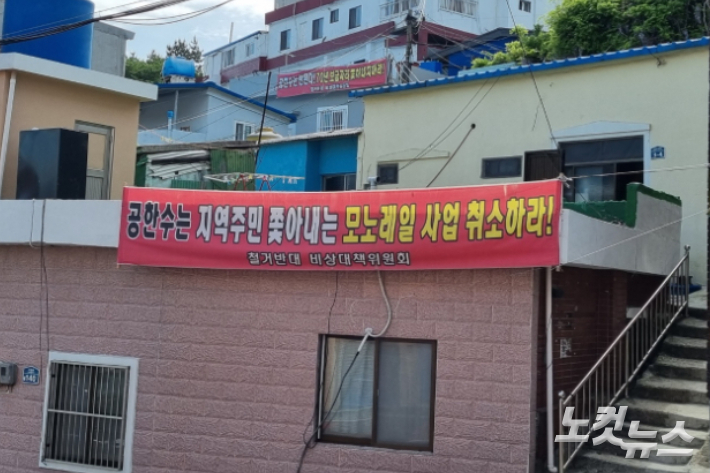 공한수는 지역주민 쫓아내는 모노레일 사업 취소하라!
철거반대 비상대책위원회
노컷뉴스